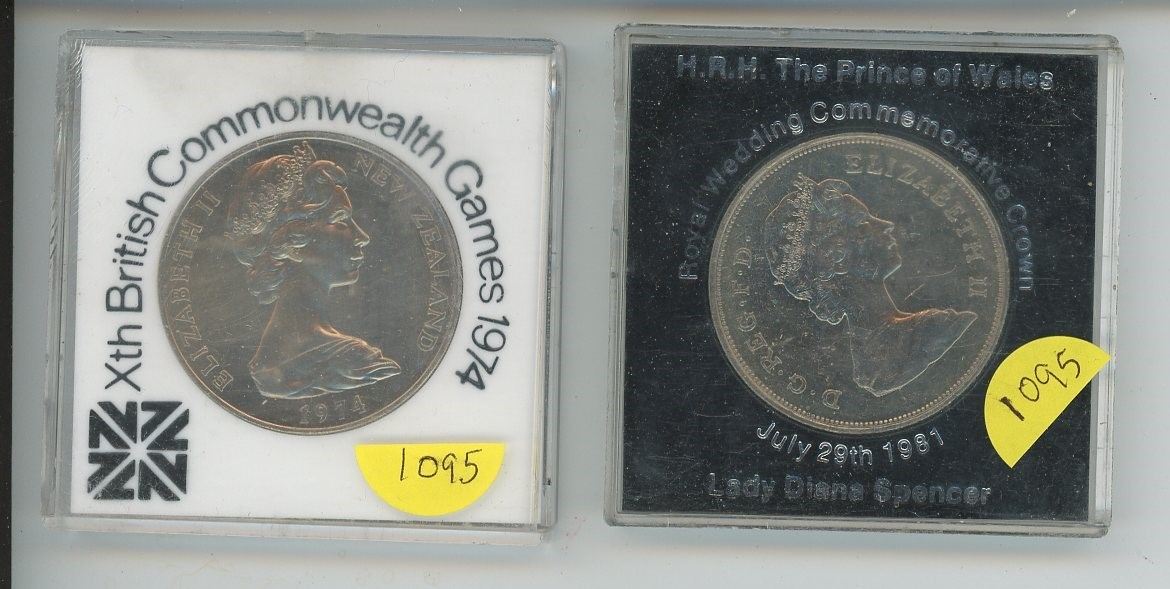 Xth British Commonwealth Games 1974
ELIZABETH II NEW ZEALAND
1974
1095
H.R.H. The Prince of Wales
Royal Wedding Commemorative Crown
D·G·REG·F·D· ELIZABETH II
July 29th 1981
Lady Diana Spencer
1095